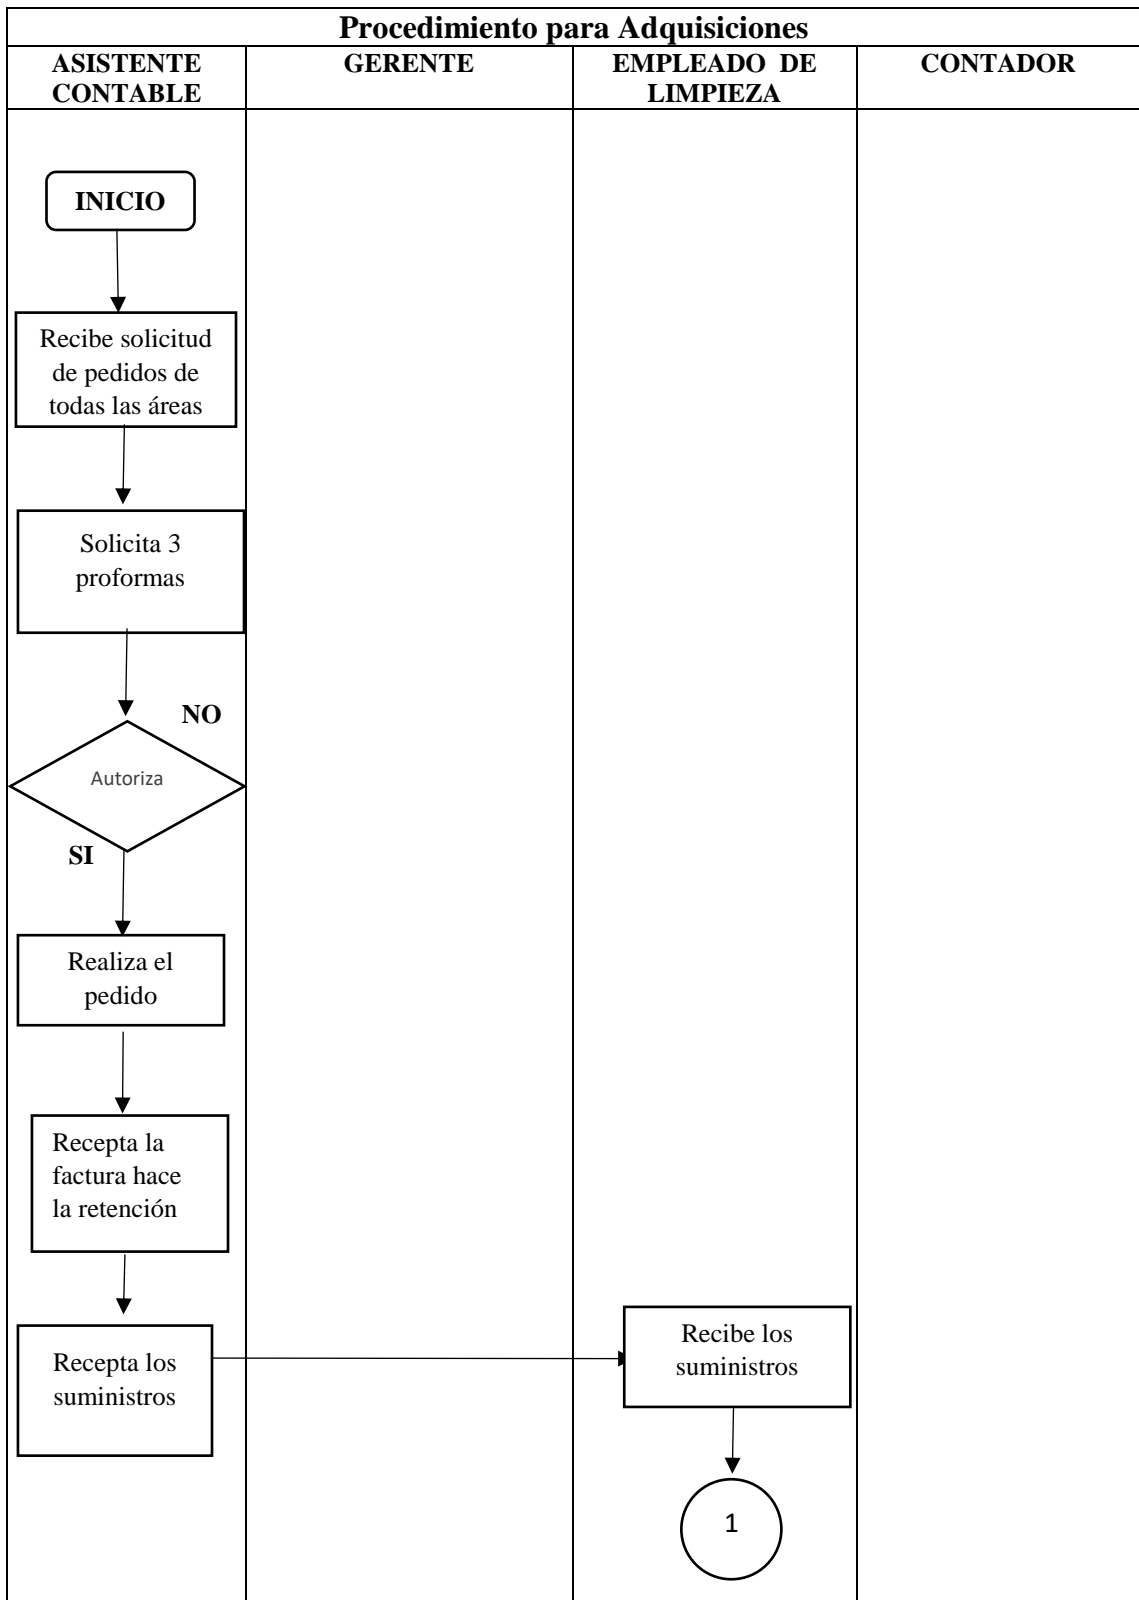 Procedimiento para Adquisiciones
ASISTENTE
CONTABLE
GERENTE
EMPLEADO DE
LIMPIEZA
CONTADOR
INICIO
Recibe solicitud
de pedidos de
todas las áreas
Solicita 3
proformas
NO
Autoriza
SI
Realiza el
pedido
Recepta la
factura hace
la retención
Recepta los
suministros
Recibe los
suministros
1